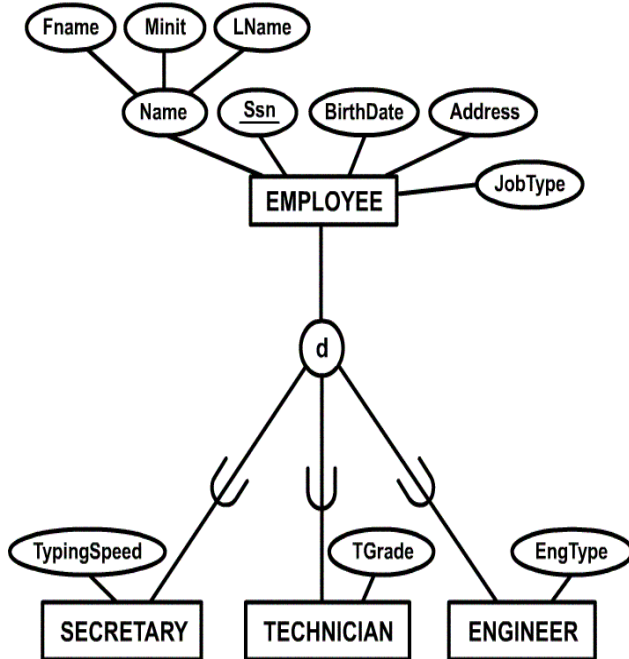 Fname Minit LName
Name Ssn BirthDate Address
JobType
EMPLOYEE
d
TypingSpeed TGrade EngType
SECRETARY TECHNICIAN ENGINEER